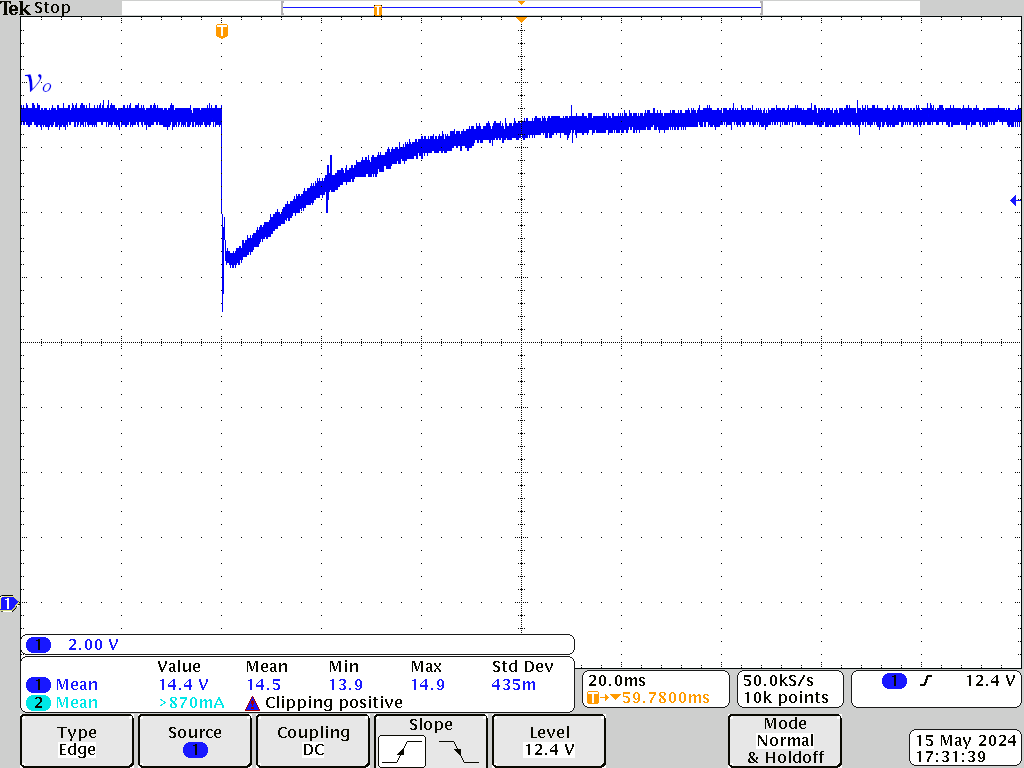 Tek Stop
T
T
vo
1
1 2.00 V
Value Mean Min Max Std Dev
1 Mean 14.4 V 14.5 13.9 14.9 435m
2 Mean >870mA Clipping positive
20.0ms
T→▼59.7800ms
50.0kS/s
10k points
1 12.4 V
Type
Edge
Source
1
Coupling
DC
Slope
Level
12.4 V
Mode
Normal
& Holdoff
15 May 2024
17:31:39